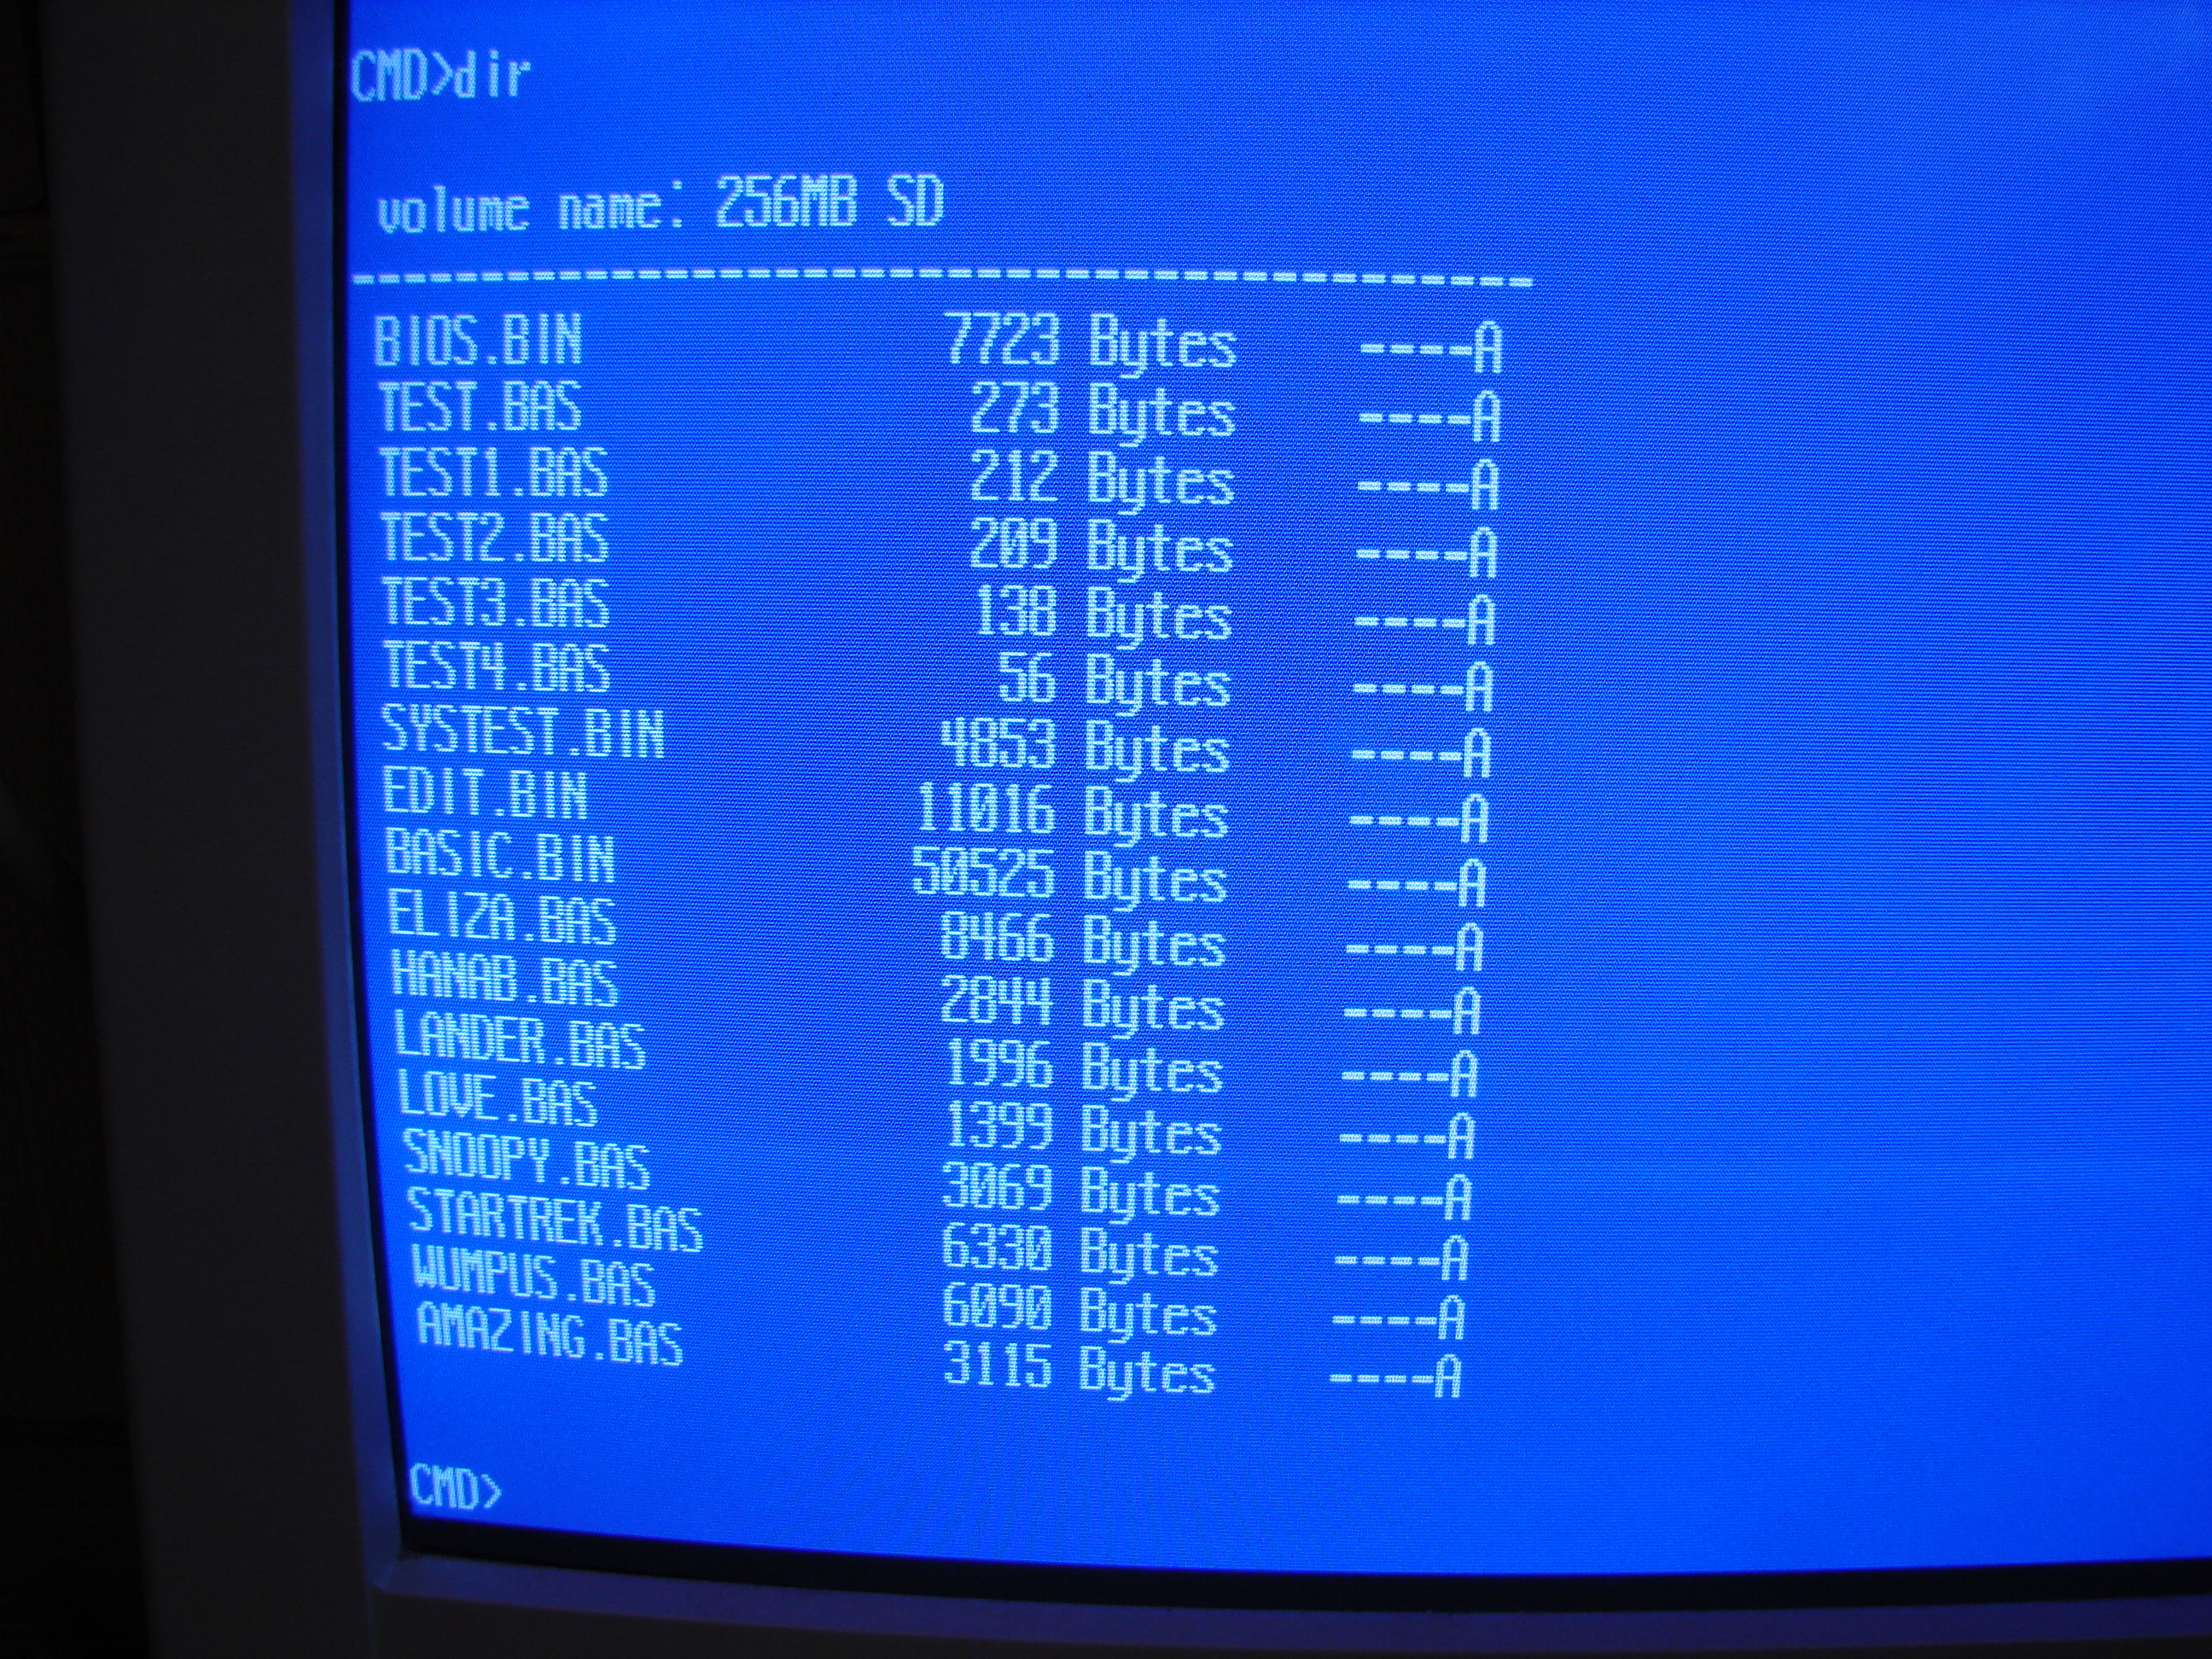 CMD>dir
volume name: 256MB SD
----------------------------------------
BIOS.BIN 7723 Bytes ----A
TEST.BAS 273 Bytes ----A
TEST1.BAS 212 Bytes ----A
TEST2.BAS 209 Bytes ----A
TEST3.BAS 138 Bytes ----A
TEST4.BAS 56 Bytes ----A
SYSTEST.BIN 4853 Bytes ----A
EDIT.BIN 11016 Bytes ----A
BASIC.BIN 50525 Bytes ----A
ELIZA.BAS 8466 Bytes ----A
HANAB.BAS 2844 Bytes ----A
LANDER.BAS 1996 Bytes ----A
LOVE.BAS 1399 Bytes ----A
SNOOPY.BAS 3069 Bytes ----A
STARTREK.BAS 6330 Bytes ----A
WUMPUS.BAS 6090 Bytes ----A
AMAZING.BAS 3115 Bytes ----A
CMD>